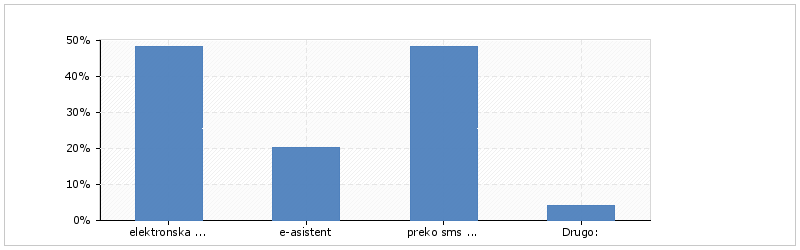 50%
40%
30%
20%
10%
0%
elektronska ...
e-asistent
preko sms ...
Drugo: